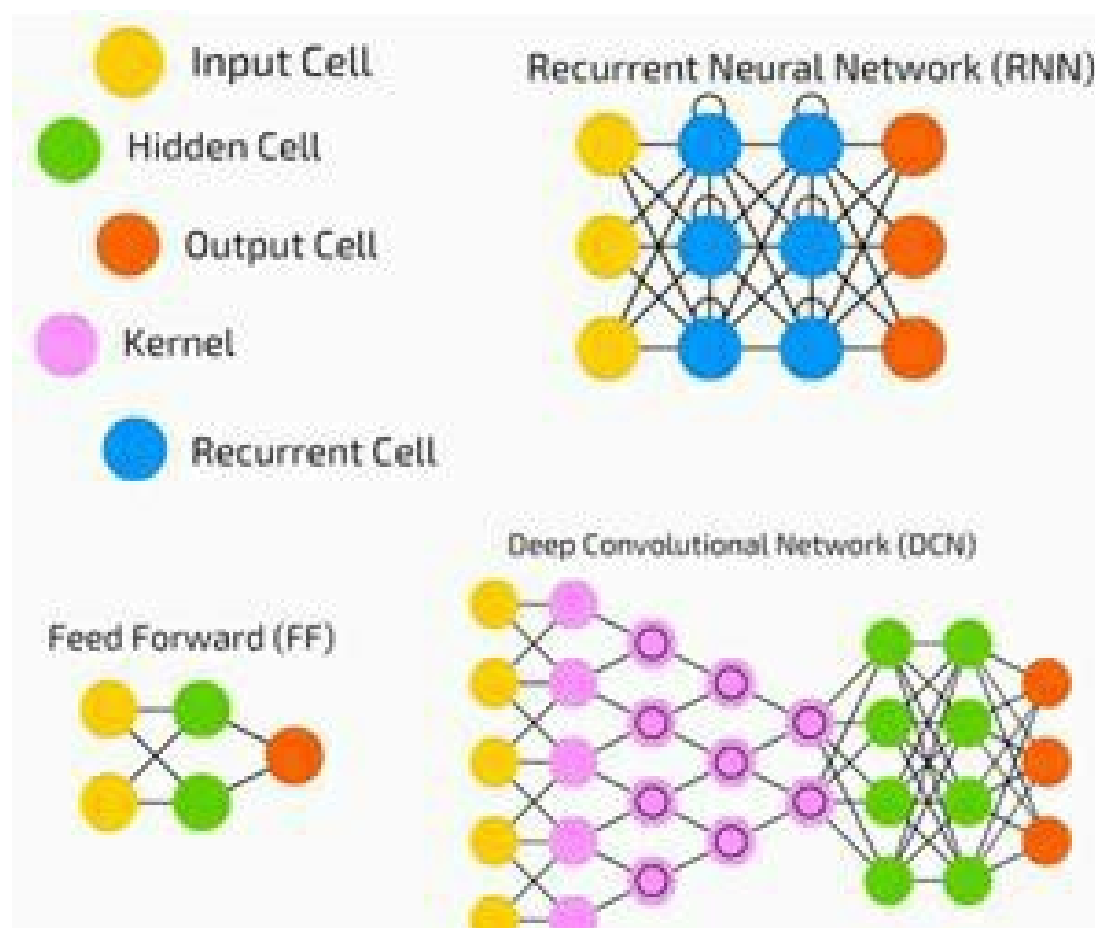 Input Cell
Hidden Cell
Output Cell
Kernel
Recurrent Cell
Recurrent Neural Network (RNN)
Deep Convolutional Network (DCN)
Feed Forward (FF)